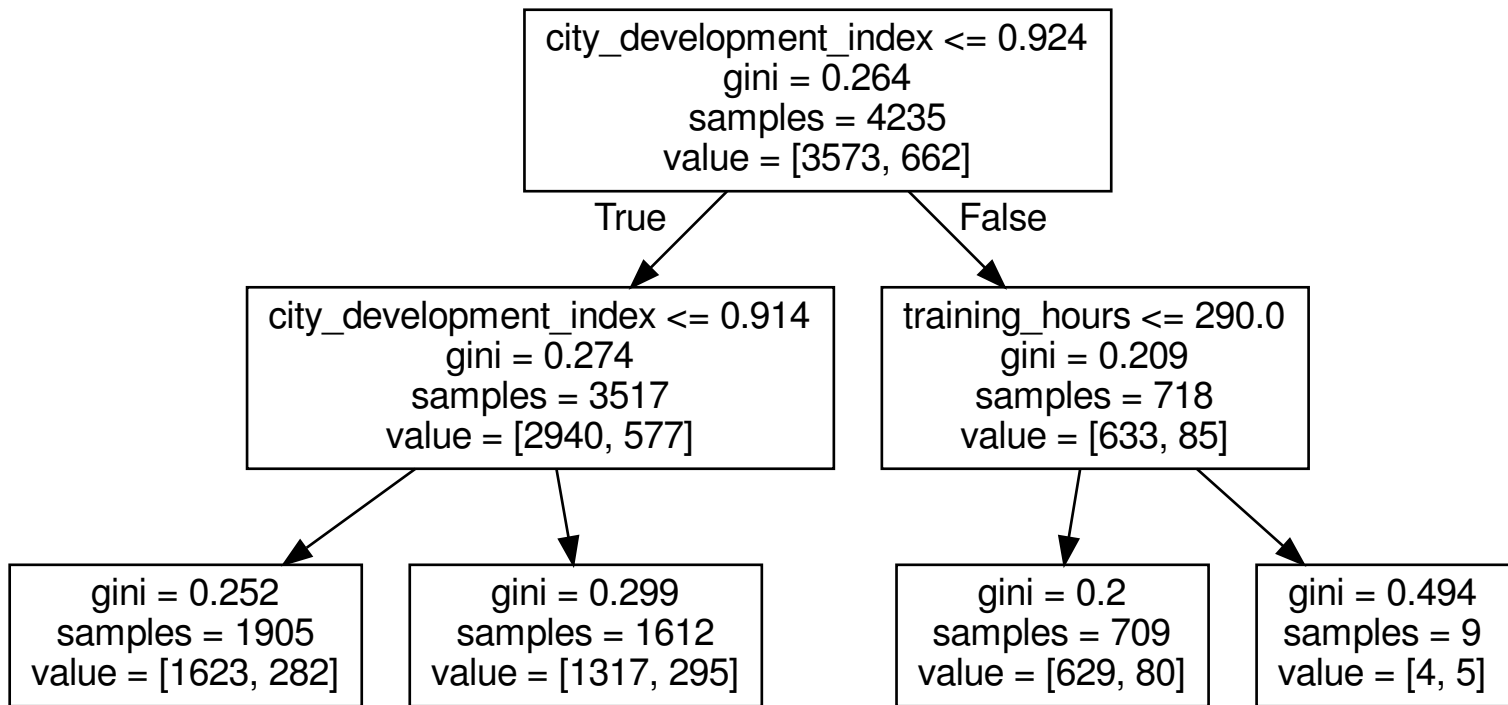 city_development_index <= 0.924
gini = 0.264
samples = 4235
value = [3573, 662]
True
False
city_development_index <= 0.914
gini = 0.274
samples = 3517
value = [2940, 577]
training_hours <= 290.0
gini = 0.209
samples = 718
value = [633, 85]
gini = 0.252
samples = 1905
value = [1623, 282]
gini = 0.299
samples = 1612
value = [1317, 295]
gini = 0.2
samples = 709
value = [629, 80]
gini = 0.494
samples = 9
value = [4, 5]